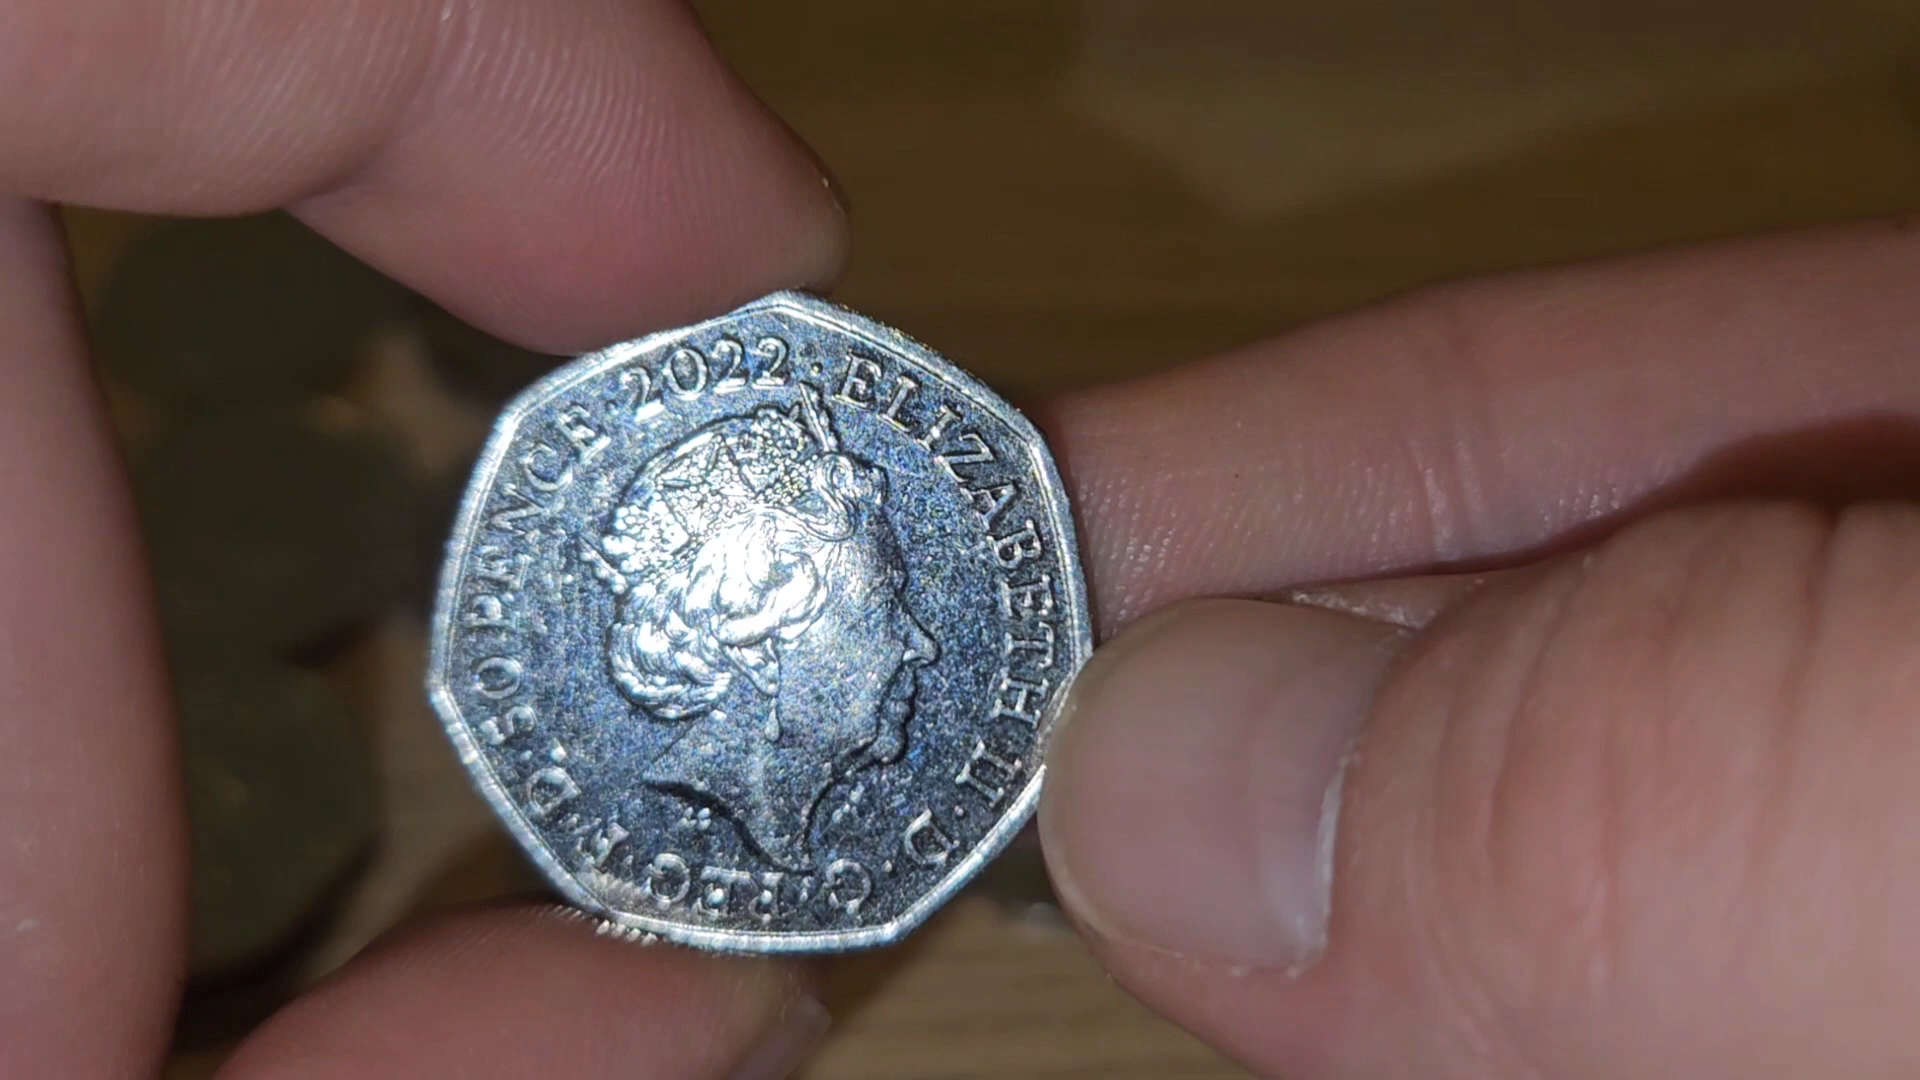 ELIZABETH II · D · G · REG · F · D · 50 PENCE · 2022 ·